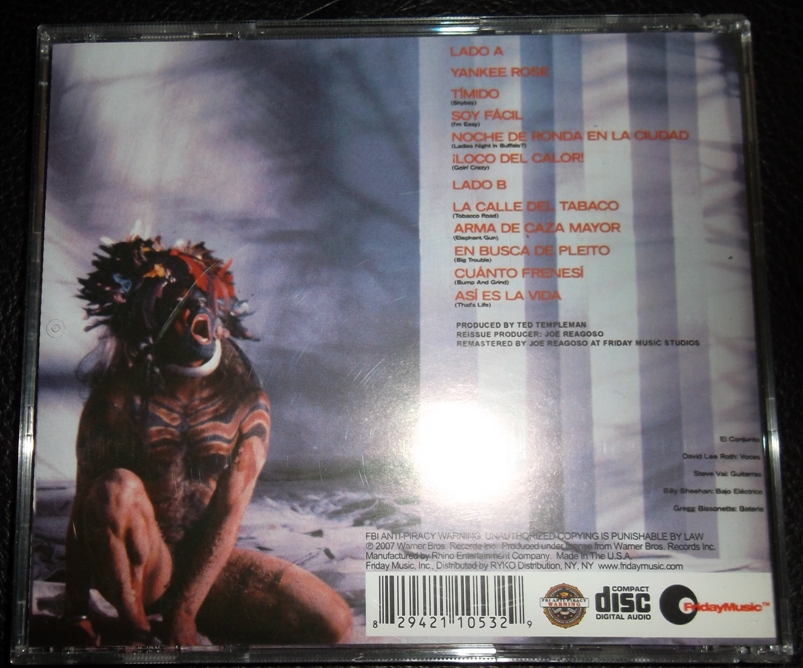 LADO A
YANKEE ROSE
TÍMIDO
(Shyboy)
SOY FÁCIL
(I'm Easy)
NOCHE DE RONDA EN LA CIUDAD
(Ladies Night In Buffalo?)
¡LOCO DEL CALOR!
(Goin' Crazy)
LADO B
LA CALLE DEL TABACO
(Tobacco Road)
ARMA DE CAZA MAYOR
(Elephant Gun)
EN BUSCA DE PLEITO
(Big Trouble)
CUÁNTO FRENESÍ
(Bump And Grind)
ASÍ ES LA VIDA
(That's Life)
PRODUCED BY TED TEMPLEMAN
REISSUE PRODUCER: JOE REAGOSO
REMASTERED BY JOE REAGOSO AT FRIDAY MUSIC STUDIOS
El Conjunto
David Lee Roth: Voces
Steve Vai: Guitarras
Billy Sheehan: Bajo Eléctrico
Gregg Bissonette: Batería
FBI ANTI-PIRACY WARNING: UNAUTHORIZED COPYING IS PUNISHABLE BY LAW
℗ 2007 Warner Bros. Records Inc. Produced under license from Warner Bros. Records Inc.
Manufactured by Rhino Entertainment Company. Made In The U.S.A.
Friday Music, Inc., Distributed by RYKO Distribution, NY, NY www.fridaymusic.com
8 29421 10532 9
FBI ANTI-PIRACY
WARNING
COMPACT
disc
DIGITAL AUDIO
FridayMusic™